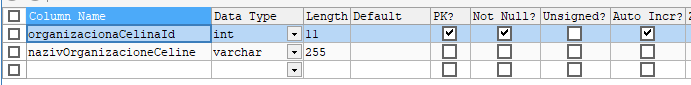 Column Name Data Type Length Default PK? Not Null? Unsigned? Auto Incr?
organizacionaCelinaId int 11
nazivOrganizacioneCeline varchar 255